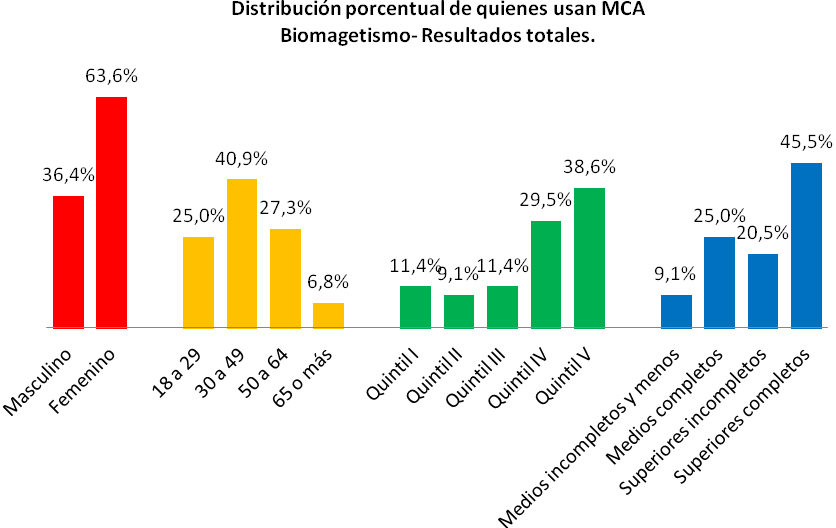 Distribución porcentual de quienes usan MCA
Biomagetismo- Resultados totales.
36,4%
63,6%
25,0%
40,9%
27,3%
6,8%
11,4%
9,1%
11,4%
29,5%
38,6%
9,1%
25,0%
20,5%
45,5%
Masculino
Femenino
18 a 29
30 a 49
50 a 64
65 o más
Quintil I
Quintil II
Quintil III
Quintil IV
Quintil V
Medios incompletos y menos
Medios completos
Superiores incompletos
Superiores completos